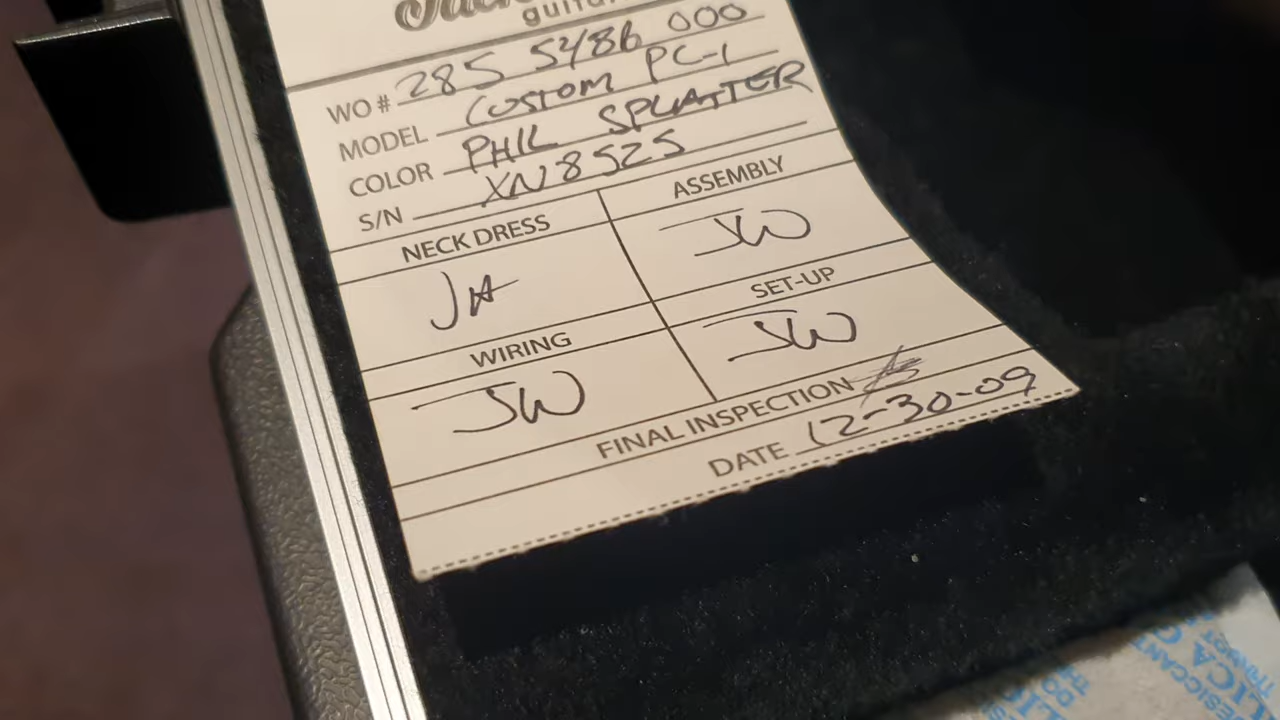 guitar
WO # 285 5486 000
MODEL CUSTOM PC-1
COLOR PHIL SPLATTER
S/N XN8525
NECK DRESS ASSEMBLY
JA JW
WIRING SET-UP
JW JW
FINAL INSPECTION
DATE 12-30-09